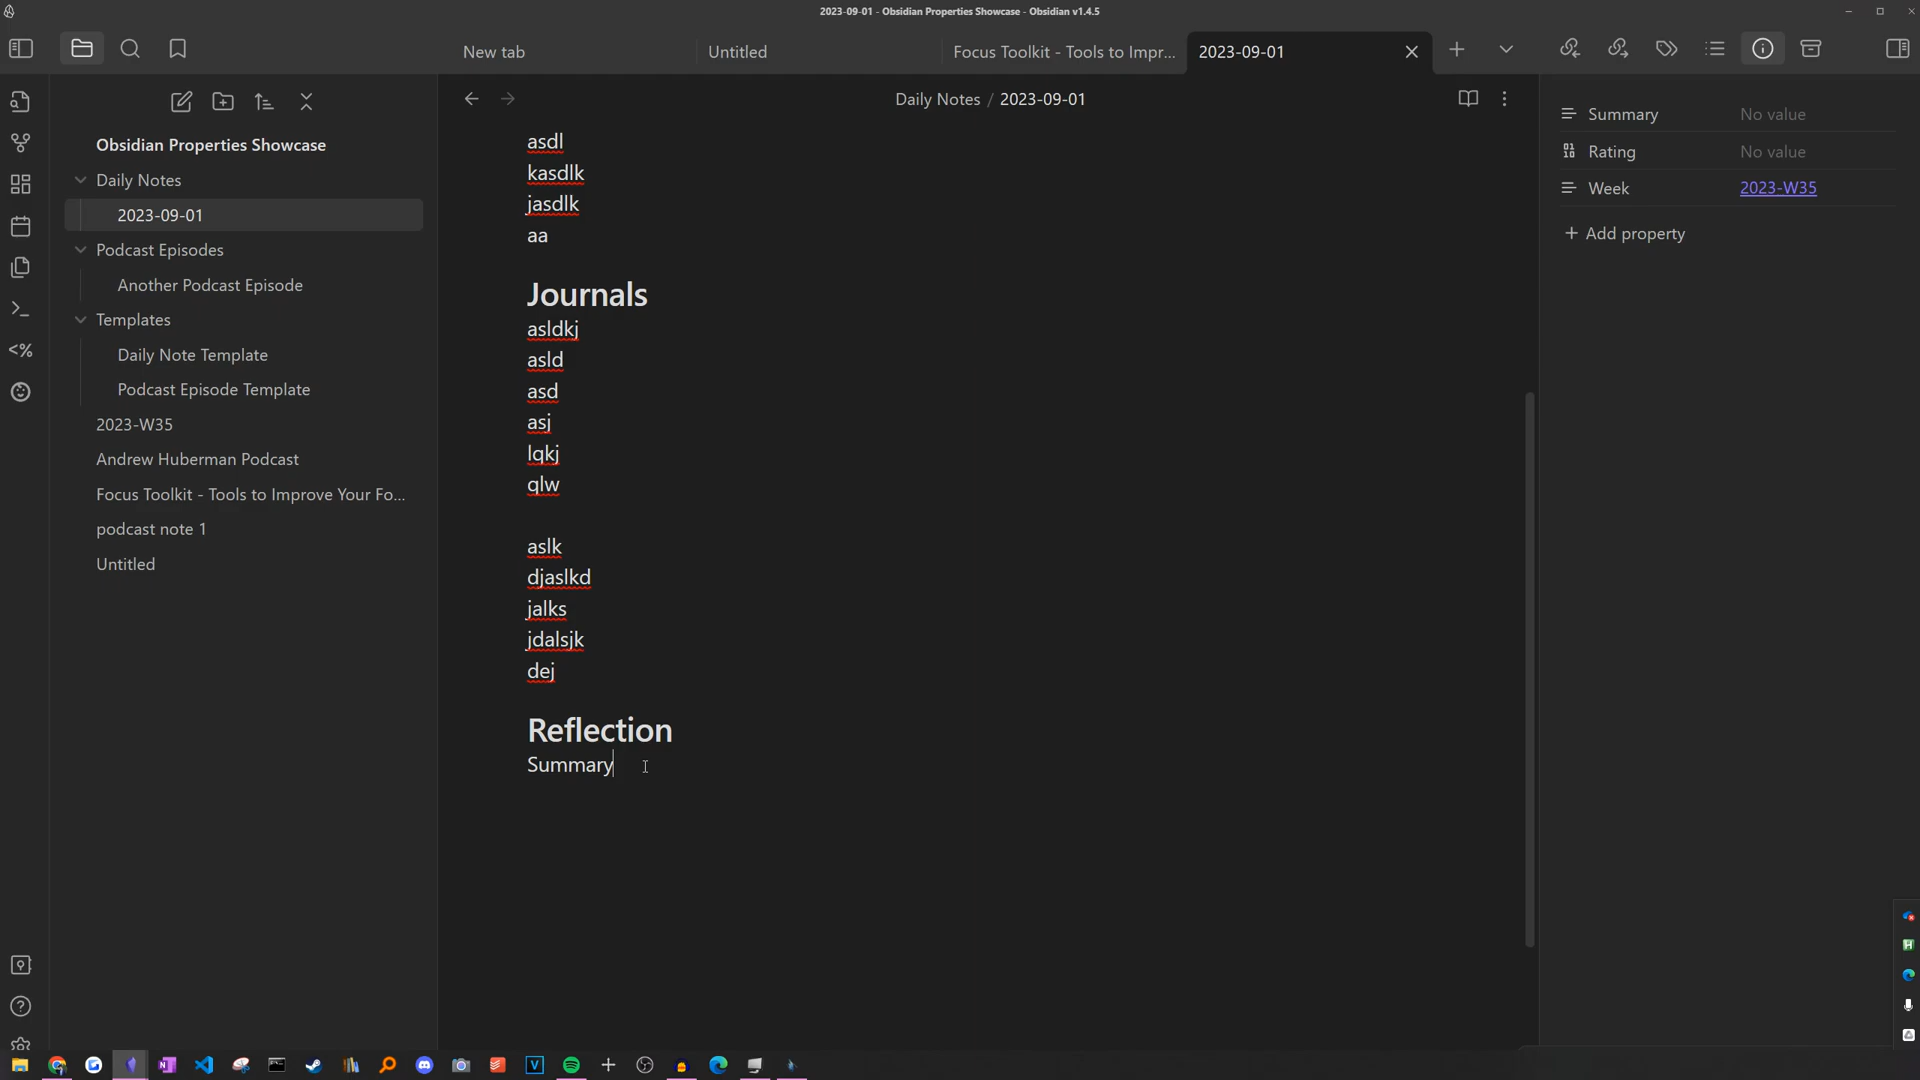 2023-09-01 - Obsidian Properties Showcase - Obsidian v1.4.5
New tab
Untitled
Focus Toolkit - Tools to Impr...
2023-09-01
Daily Notes / 2023-09-01
Obsidian Properties Showcase
Daily Notes
2023-09-01
Podcast Episodes
Another Podcast Episode
Templates
Daily Note Template
Podcast Episode Template
2023-W35
Andrew Huberman Podcast
Focus Toolkit - Tools to Improve Your Fo...
podcast note 1
Untitled
asdl
kasdlk
jasdlk
aa
Journals
asldkj
asld
asd
asj
lqkj
qlw
aslk
djaslkd
jalks
jdalsjk
dej
Reflection
Summary
Summary No value
Rating No value
Week 2023-W35
+ Add property